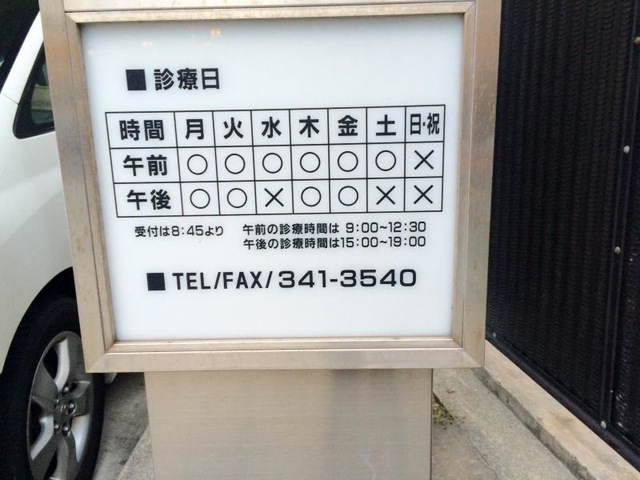 ■ 診療日
時間 月 火 水 木 金 土 日・祝
午前 ○ ○ ○ ○ ○ ○ ×
午後 ○ ○ × ○ ○ × ×
受付は8:45より 午前の診療時間は 9:00~12:30
午後の診療時間は15:00~19:00
■ TEL/FAX/341-3540